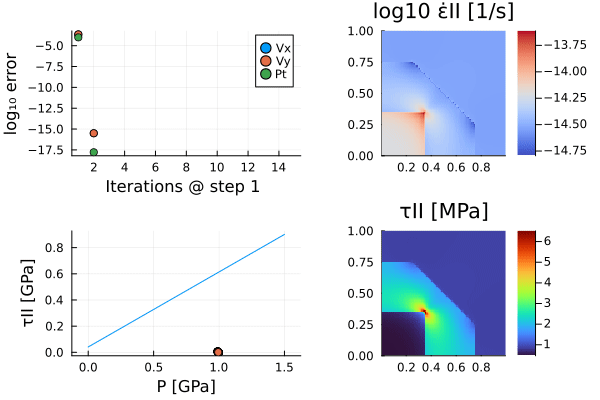 log₁₀ error
−5.0
−7.5
−10.0
−12.5
−15.0
−17.5
2 4 6 8 10 12 14
Iterations @ step 1
Vx
Vy
Pt
log10 ε̇II [1/s]
1.00
0.75
0.50
0.25
0.00
0.2 0.4 0.6 0.8
−13.75
−14.00
−14.25
−14.50
−14.75
τII [GPa]
0.8
0.6
0.4
0.2
0.0
0.0 0.5 1.0 1.5
P [GPa]
τII [MPa]
1.00
0.75
0.50
0.25
0.00
0.2 0.4 0.6 0.8
6
5
4
3
2
1